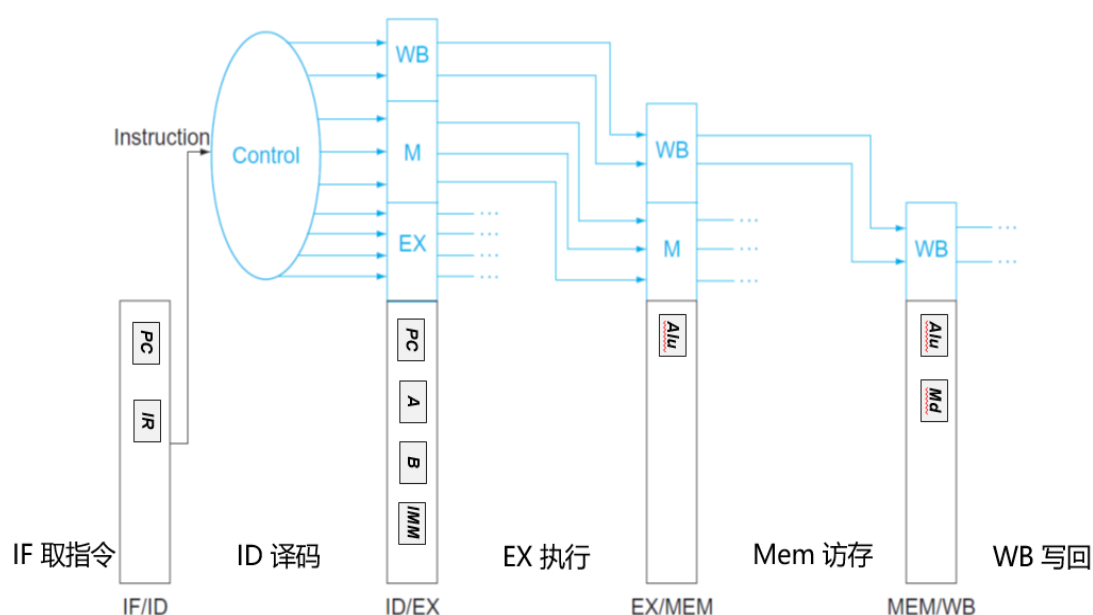 WB
Instruction
Control
M
WB
EX
...
...
...
...
M
...
...
...
WB
...
...
PC
IR
PC
A
B
IMM
Alu
Alu
Md
IF 取指令
ID 译码
EX 执行
Mem 访存
WB 写回
IF/ID
ID/EX
EX/MEM
MEM/WB